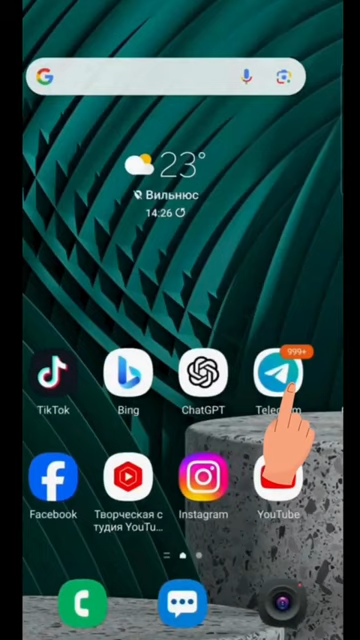 23°
Вильнюс
14:26
999+
TikTok
Bing
ChatGPT
Facebook
Творческая с
тудия YouTu...
Instagram
YouTube